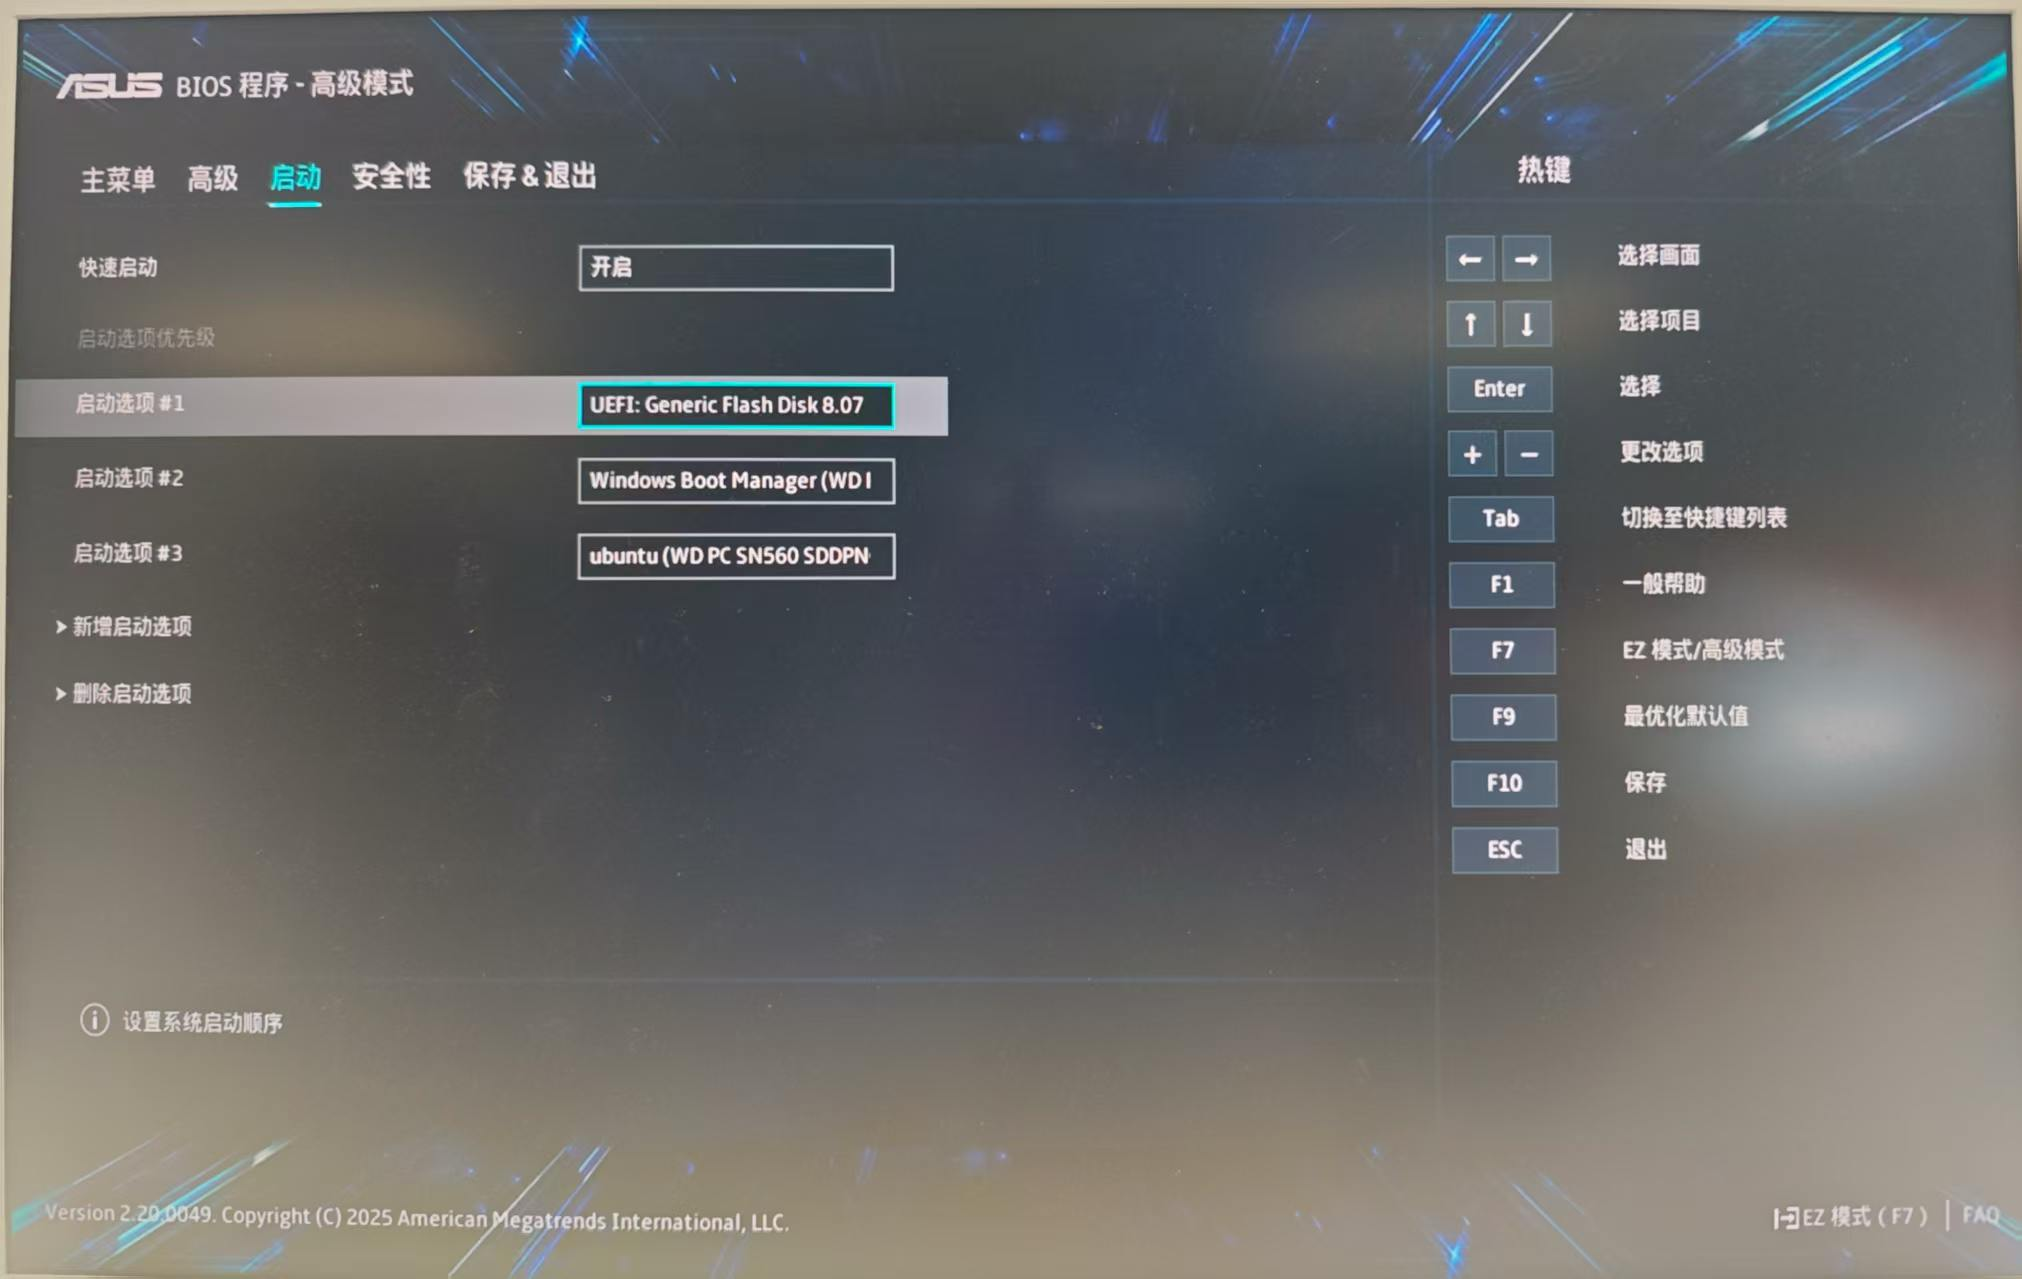 ASUS BIOS 程序 - 高级模式
主菜单 高级 启动 安全性 保存 & 退出
快速启动 开启
启动选项优先级
启动选项 #1 UEFI: Generic Flash Disk 8.07
启动选项 #2 Windows Boot Manager (WD
启动选项 #3 ubuntu (WD PC SN560 SDDPN
新增启动选项
删除启动选项
设置系统启动顺序
热键
← → 选择画面
↑ ↓ 选择项目
Enter 选择
+ - 更改选项
Tab 切换至快捷键列表
F1 一般帮助
F7 EZ 模式/高级模式
F9 最优化默认值
F10 保存
ESC 退出
Version 2.20.0049. Copyright (C) 2025 American Megatrends International, LLC.
EZ 模式 ( F7 ) | FAQ